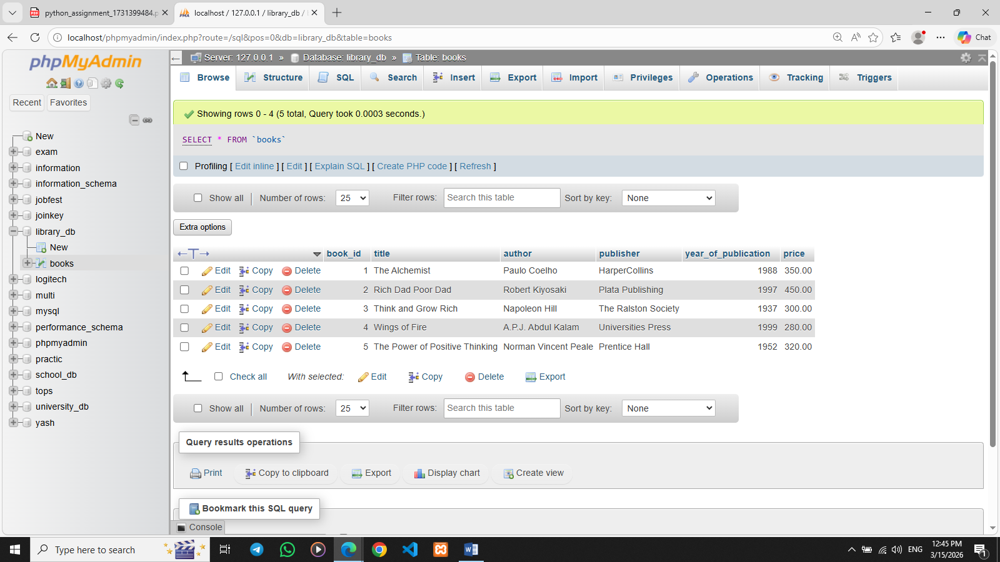 python_assignment_1731399484.p
localhost / 127.0.0.1 / library_db /
localhost/phpmyadmin/index.php?route=/sql&pos=0&db=library_db&table=books
Chat
phpMyAdmin
Recent Favorites
New
exam
information
information_schema
jobfest
joinkey
library_db
New
books
logitech
multi
mysql
performance_schema
phpmyadmin
practic
school_db
tops
university_db
yash
Server: 127.0.0.1 » Database: library_db » Table: books
Browse Structure SQL Search Insert Export Import Privileges Operations Tracking Triggers
Showing rows 0 - 4 (5 total, Query took 0.0003 seconds.)
SELECT * FROM `books`
Profiling [ Edit inline ] [ Edit ] [ Explain SQL ] [ Create PHP code ] [ Refresh ]
Show all | Number of rows: 25 Filter rows: Search this table Sort by key: None
Extra options
book_id title author publisher year_of_publication price
Edit Copy Delete 1 The Alchemist Paulo Coelho HarperCollins 1988 350.00
Edit Copy Delete 2 Rich Dad Poor Dad Robert Kiyosaki Plata Publishing 1997 450.00
Edit Copy Delete 3 Think and Grow Rich Napoleon Hill The Ralston Society 1937 300.00
Edit Copy Delete 4 Wings of Fire A.P.J. Abdul Kalam Universities Press 1999 280.00
Edit Copy Delete 5 The Power of Positive Thinking Norman Vincent Peale Prentice Hall 1952 320.00
Check all With selected: Edit Copy Delete Export
Show all | Number of rows: 25 Filter rows: Search this table Sort by key: None
Query results operations
Print Copy to clipboard Export Display chart Create view
Bookmark this SQL query
Console
Type here to search
ENG
12:45 PM
3/15/2026
1